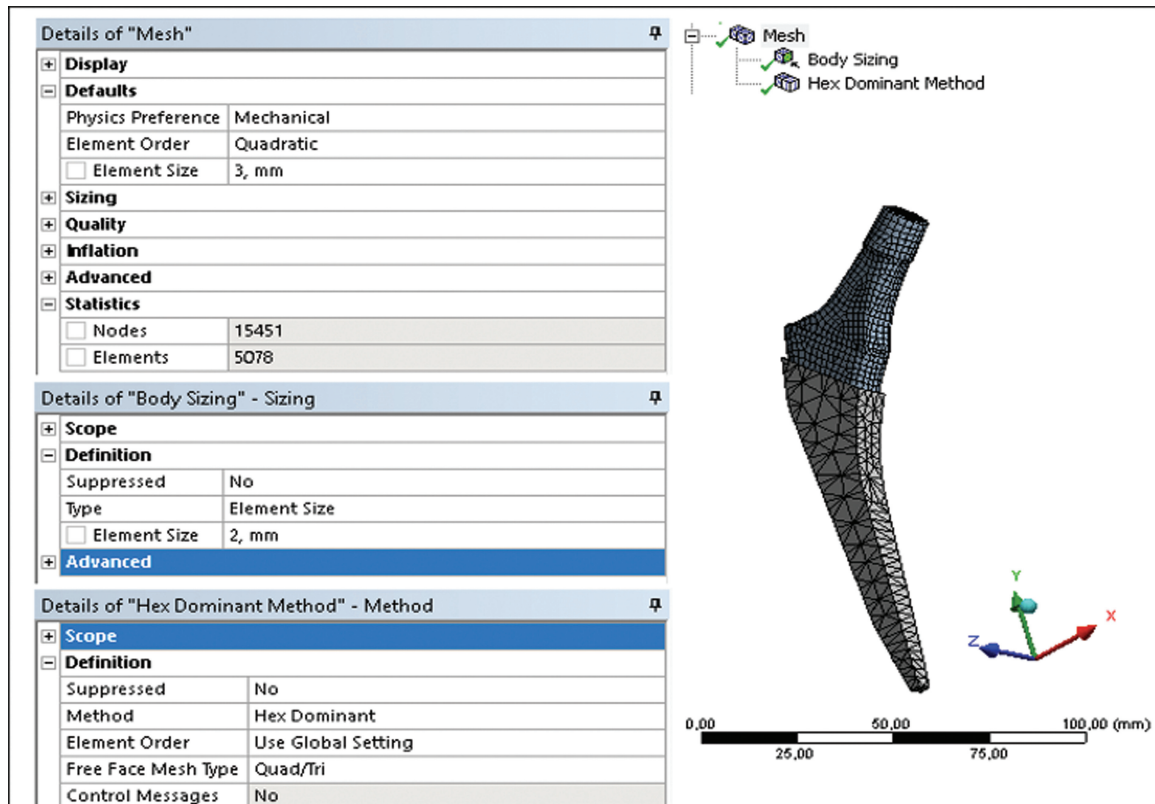 Details of "Mesh"
Display
Defaults
Physics Preference Mechanical
Element Order Quadratic
Element Size 3, mm
Sizing
Quality
Inflation
Advanced
Statistics
Nodes 15451
Elements 5078
Details of "Body Sizing" - Sizing
Scope
Definition
Suppressed No
Type Element Size
Element Size 2, mm
Advanced
Details of "Hex Dominant Method" - Method
Scope
Definition
Suppressed No
Method Hex Dominant
Element Order Use Global Setting
Free Face Mesh Type Quad/Tri
Control Messages No
Mesh
Body Sizing
Hex Dominant Method
Y
X
Z
0,00 50,00 100,00 (mm)
25,00 75,00